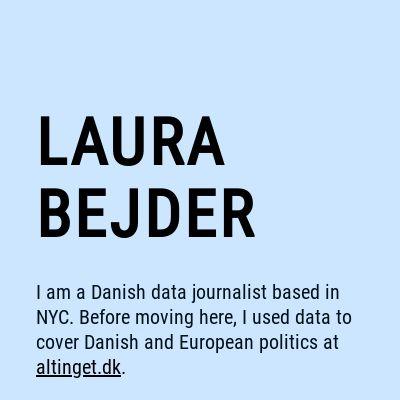 LAURA
BEJDER
I am a Danish data journalist based in
NYC. Before moving here, I used data to
cover Danish and European politics at
altinget.dk.